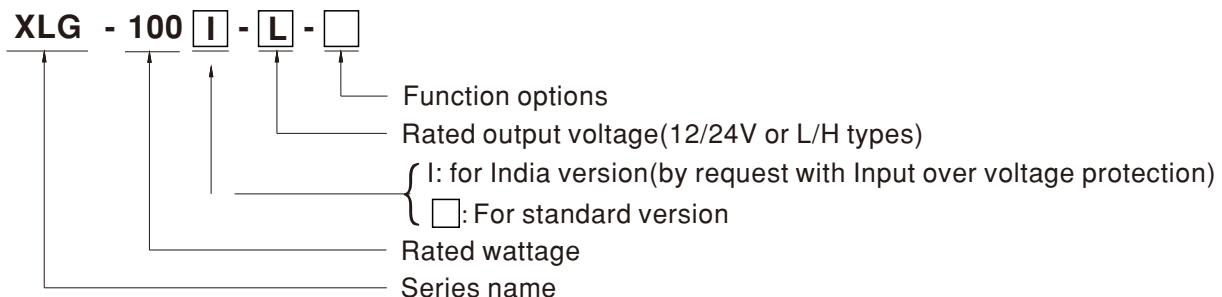 XLG - 100 I - L - □
Function options
Rated output voltage(12/24V or L/H types)
I: for India version(by request with Input over voltage protection)
□: For standard version
Rated wattage
Series name